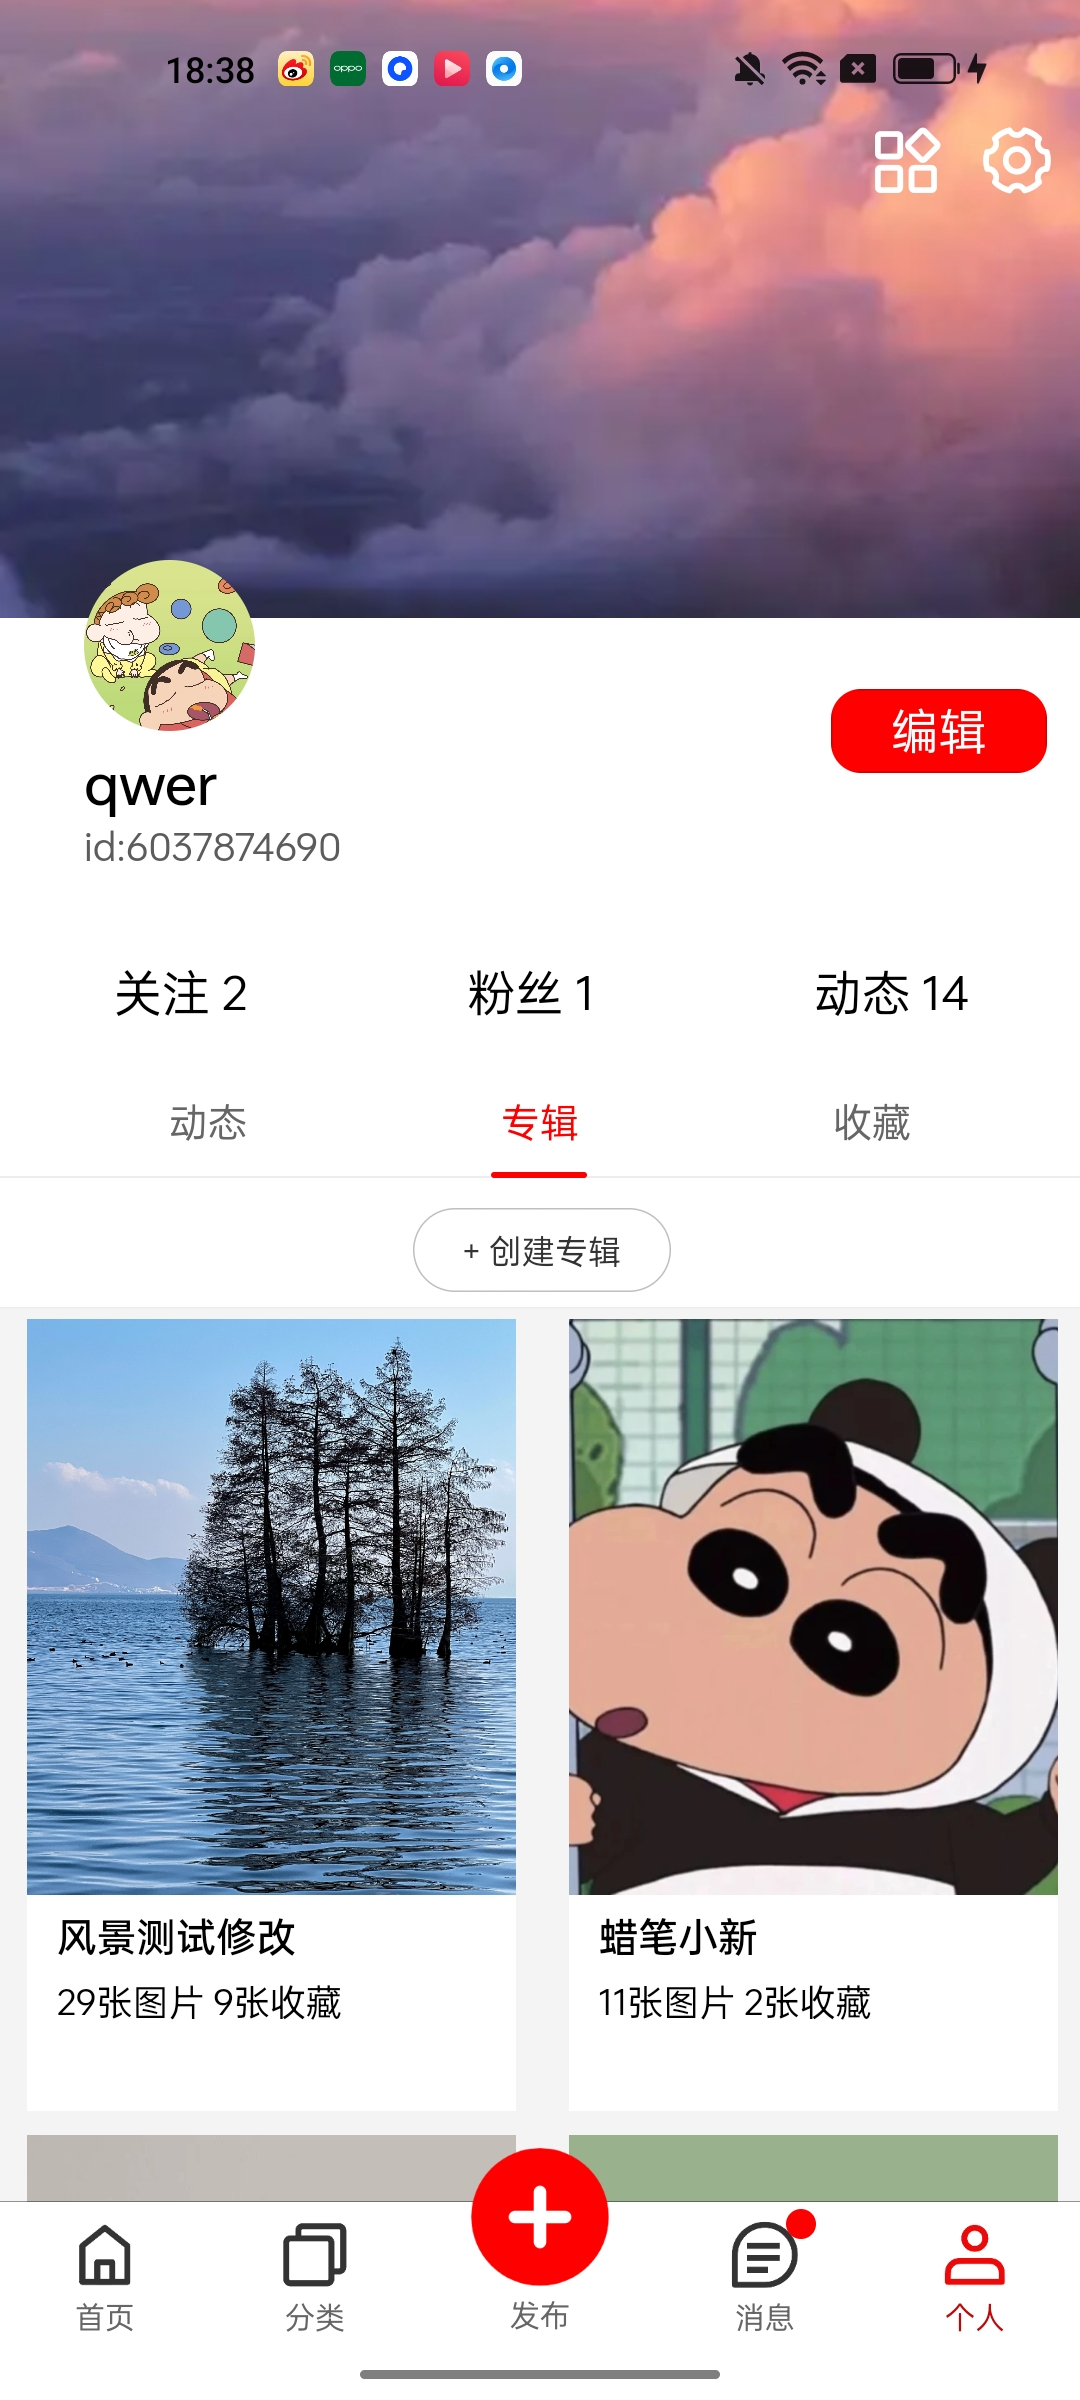 18:38
oppo
编辑
qwer
id:6037874690
关注 2 粉丝 1 动态 14
动态 专辑 收藏
+ 创建专辑
风景测试修改
29张图片 9张收藏
蜡笔小新
11张图片 2张收藏
首页 分类 发布 消息 个人